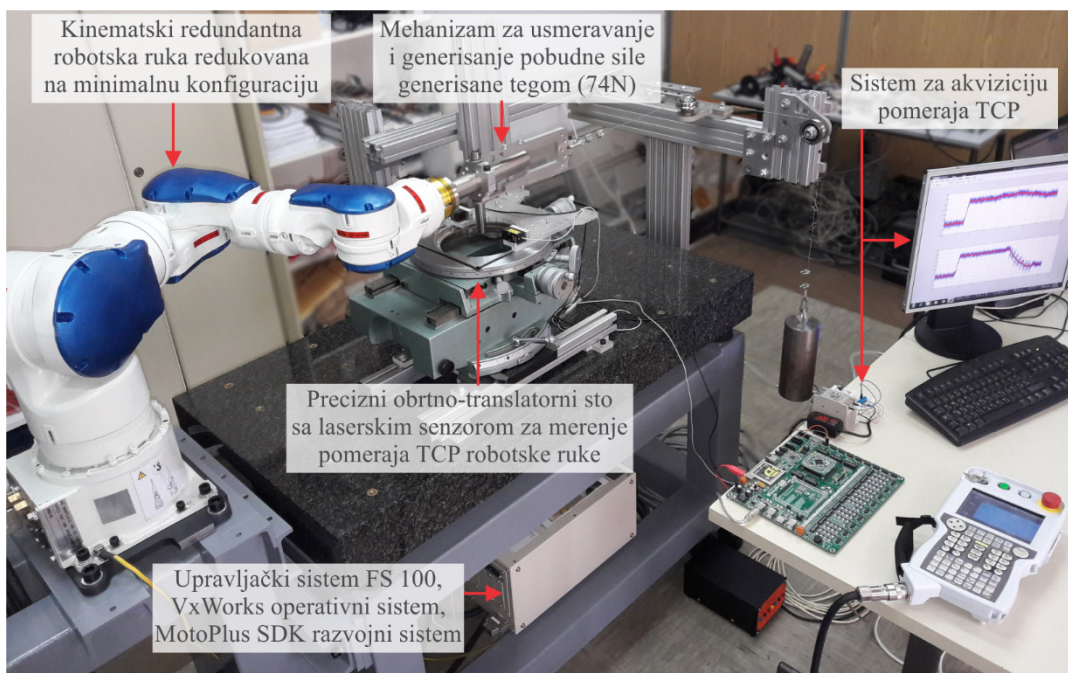 Kinematski redundantna
robotska ruka redukovana
na minimalnu konfiguraciju
Mehanizam za usmeravanje
i generisanje pobudne sile
generisane tegom (74N)
Sistem za akviziciju
pomeraja TCP
Precizni obrtno-translatorni sto
sa laserskim senzorom za merenje
pomeraja TCP robotske ruke
Upravljački sistem FS 100,
VxWorks operativni sistem,
MotoPlus SDK razvojni sistem